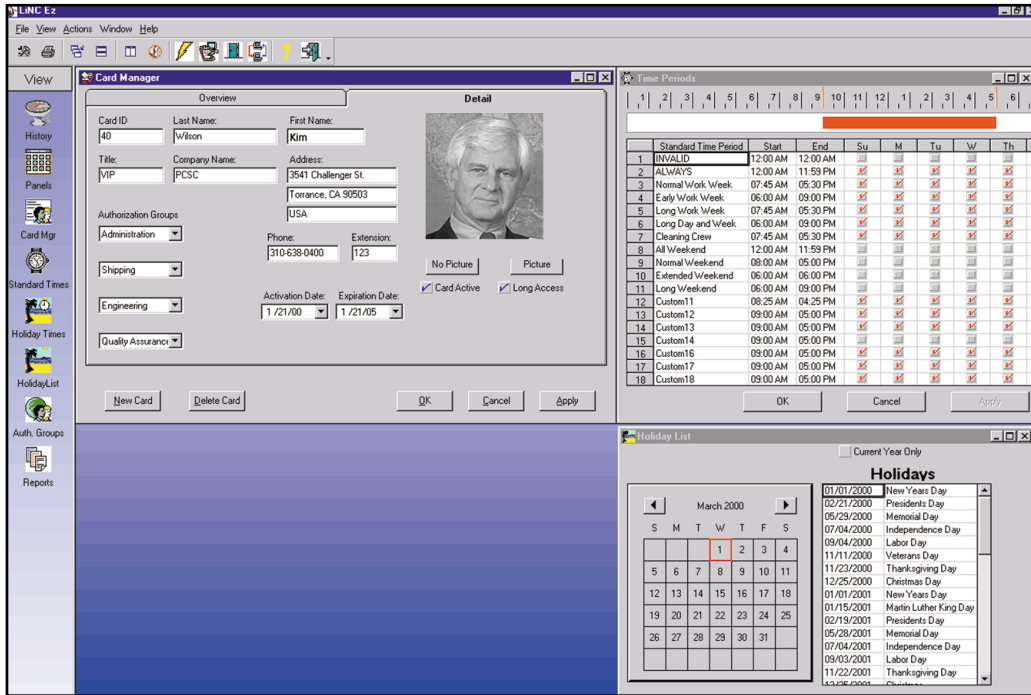 LiNC Ez
File View Actions Window Help
View
History
Panels
Card Mgr
Standard Times
Holiday Times
HolidayList
Auth. Groups
Reports
Card Manager
Overview Detail
Card ID Last Name: First Name:
40 Wilson Kim
Title: Company Name: Address:
VIP PCSC 3541 Challenger St.
Torrance, CA 90503
USA
Authorization Groups
Administration
Shipping
Engineering
Quality Assurance
Phone: Extension:
310-638-0400 123
No Picture Picture
Card Active Long Access
Activation Date: Expiration Date:
1 /21/00 1 /21/05
New Card Delete Card OK Cancel Apply
Time Periods
1 2 3 4 5 6 7 8 9 10 11 12 1 2 3 4 5 6
Standard Time Period Start End Su M Tu W Th
1 INVALID 12:00 AM 12:00 AM
2 ALWAYS 12:00 AM 11:59 PM
3 Normal Work Week 07:45 AM 05:30 PM
4 Early Work Week 06:00 AM 09:00 PM
5 Long Work Week 07:45 AM 05:30 PM
6 Long Day and Week 06:00 AM 09:00 PM
7 Cleaning Crew 07:45 AM 05:30 PM
8 All Weekend 12:00 AM 11:59 PM
9 Normal Weekend 08:00 AM 05:00 PM
10 Extended Weekend 06:00 AM 06:00 PM
11 Long Weekend 06:00 AM 09:00 PM
12 Custom11 08:25 AM 04:25 PM
13 Custom12 09:00 AM 05:00 PM
14 Custom13 09:00 AM 05:00 PM
15 Custom14 09:00 AM 05:00 PM
16 Custom16 09:00 AM 05:00 PM
17 Custom17 09:00 AM 05:00 PM
18 Custom18 09:00 AM 05:00 PM
OK Cancel Apply
Holiday List
Current Year Only
Holidays
March 2000
S M T W T F S
1 2 3 4
5 6 7 8 9 10 11
12 13 14 15 16 17 18
19 20 21 22 23 24 25
26 27 28 29 30 31
01/01/2000 New Years Day
02/21/2000 Presidents Day
05/29/2000 Memorial Day
07/04/2000 Independence Day
09/04/2000 Labor Day
11/11/2000 Veterans Day
11/23/2000 Thanksgiving Day
12/25/2000 Christmas Day
01/01/2001 New Years Day
01/15/2001 Martin Luther King Day
02/19/2001 Presidents Day
05/28/2001 Memorial Day
07/04/2001 Independence Day
09/03/2001 Labor Day
11/22/2001 Thanksgiving Day
12/25/2001 Christmas